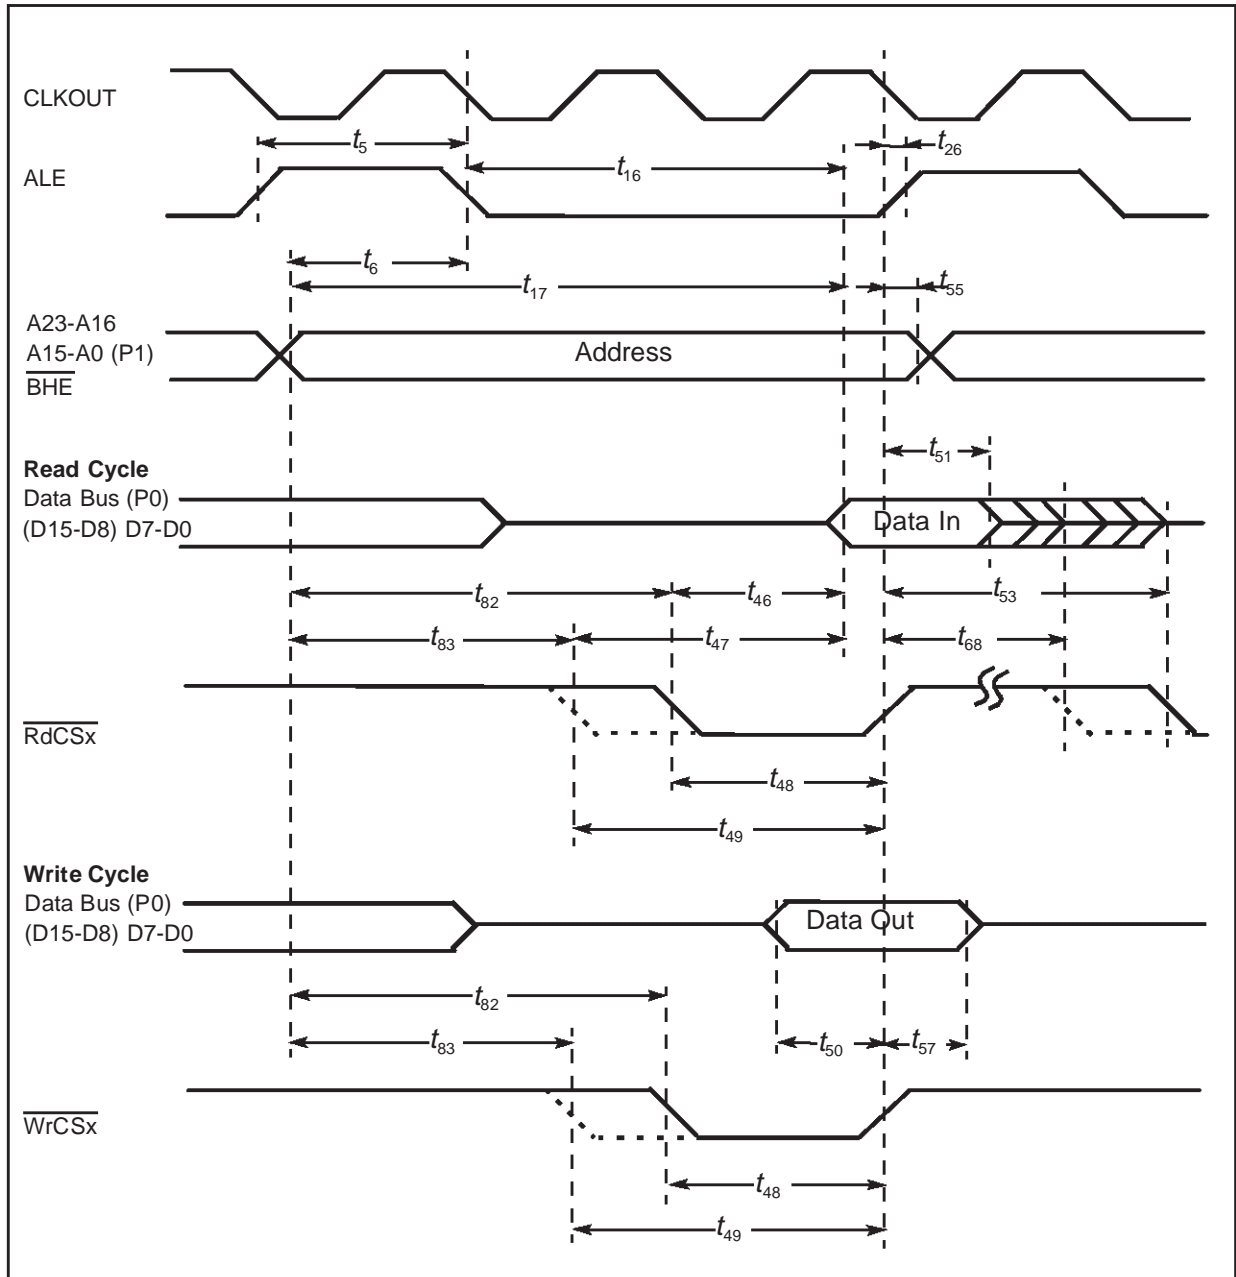 CLKOUT
t5
t26
ALE
t16
t6
t17
t55
A23-A16
A15-A0 (P1)
Address
BHE
t51
Read Cycle
Data Bus (P0)
(D15-D8) D7-D0
Data In
t82
t46
t53
t83
t47
t68
RdCSx
t48
t49
Write Cycle
Data Bus (P0)
(D15-D8) D7-D0
Data Out
t82
t83
t50
t57
WrCSx
t48
t49